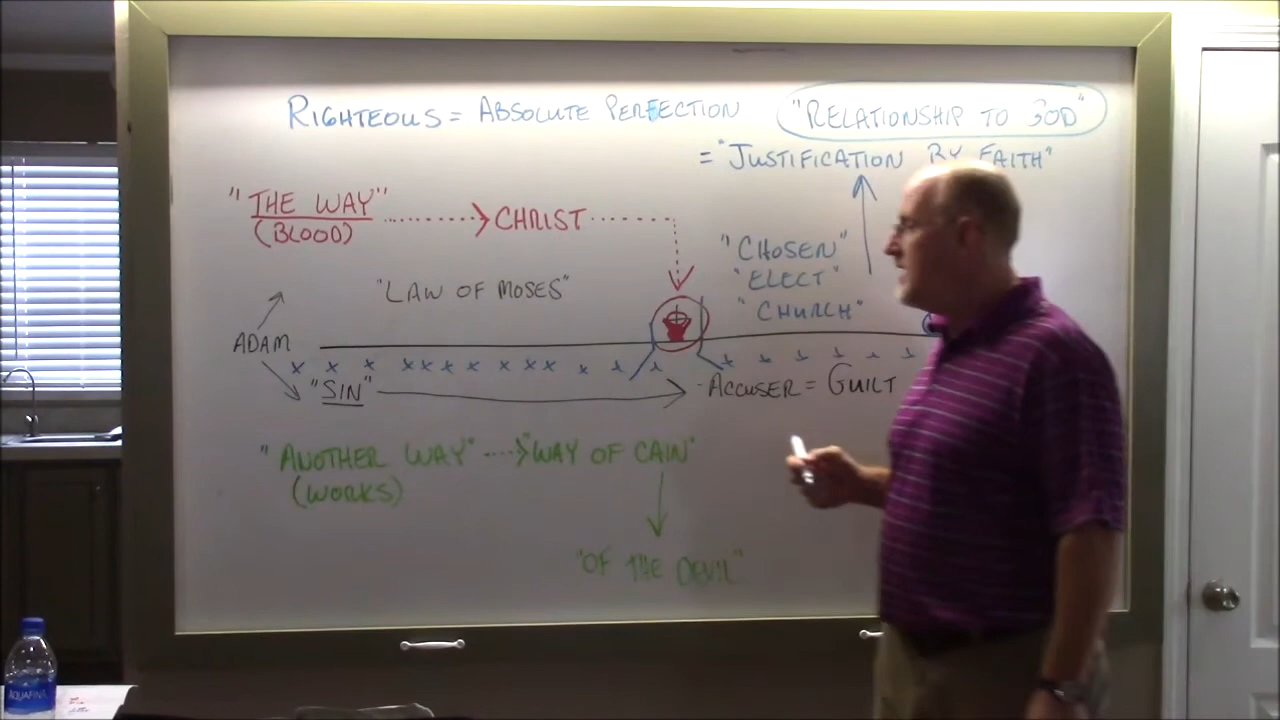 RIGHTEOUS = ABSOLUTE PERFECTION "RELATIONSHIP TO GOD"
= "JUSTIFICATION BY FAITH"
"THE WAY" CHRIST
(BLOOD)
"CHOSEN"
"ELECT"
"CHURCH"
"LAW OF MOSES"
ADAM
x x x x x x x x x x x x x x x x x x x
"SIN" ACCUSER = GUILT
"ANOTHER WAY" "WAY OF CAIN"
(WORKS)
"OF THE DEVIL"
AQUAFINA